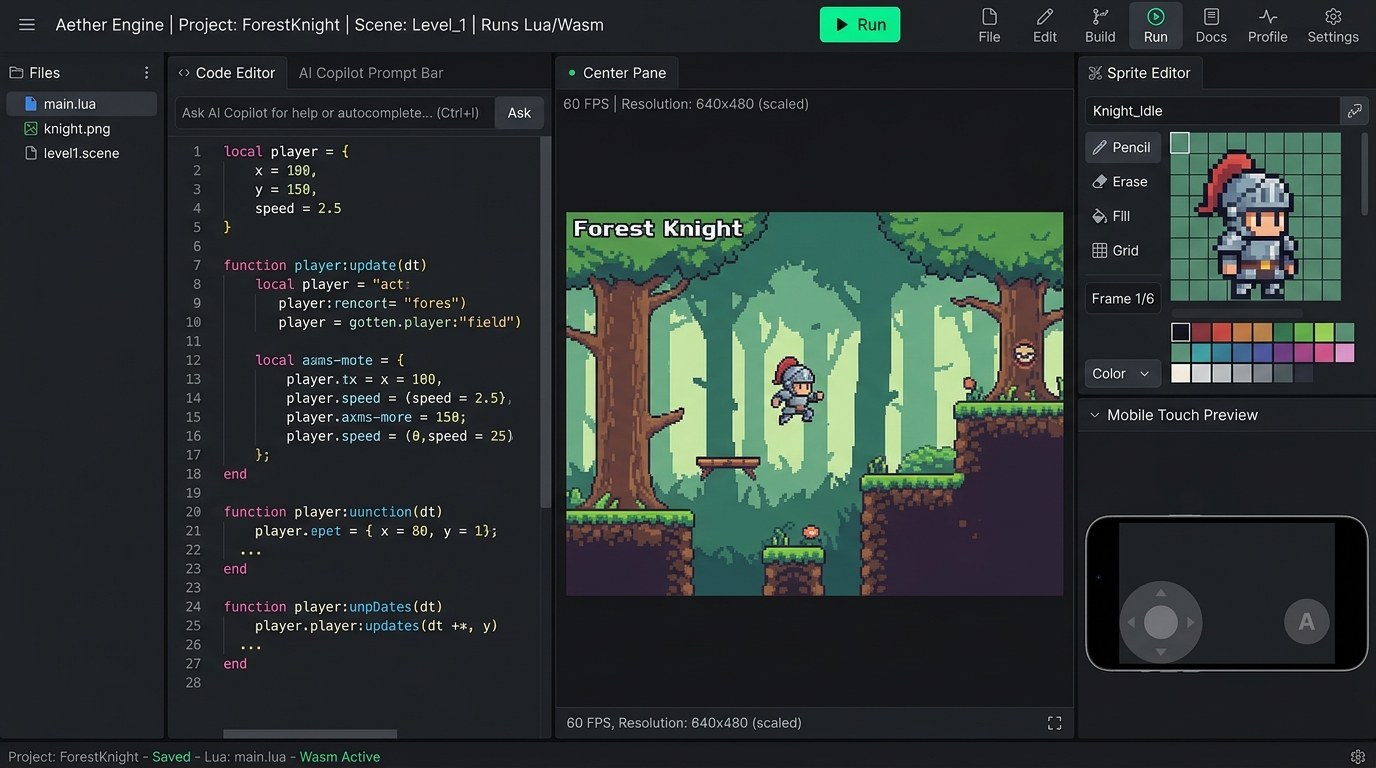 Aether Engine | Project: ForestKnight | Scene: Level_1 | Runs Lua/Wasm
Run
File
Edit
Build
Run
Docs
Profile
Settings
Files
main.lua
knight.png
level1.scene
Code Editor
AI Copilot Prompt Bar
Ask AI Copilot for help or autocomplete... (Ctrl+I)
Ask
1 local player = {
2 x = 190,
3 y = 150,
4 speed = 2.5
5 }
6
7 function player:update(dt)
8 local player = "act
9 player:rencort= "fores")
10 player = gotten.player:"field")
11
12 local axms-mote = {
13 player.tx = x = 100,
14 player.speed = (speed = 2.5},
15 player.axms-more = 150;
16 player.speed = (0,speed = 25)
17 };
18 end
19
20 function player:uunction(dt)
21 player.epet = { x = 80, y = 1};
22 ...
23 end
23
24 function player:unpDates(dt)
25 player.player:updates(dt +*, y)
26 ...
27 end
28
Center Pane
60 FPS | Resolution: 640x480 (scaled)
Forest Knight
60 FPS, Resolution: 640x480 (scaled)
Sprite Editor
Knight_Idle
Pencil
Erase
Fill
Grid
Frame 1/6
Color
Mobile Touch Preview
A
Project: ForestKnight - Saved - Lua: main.lua - Wasm Active